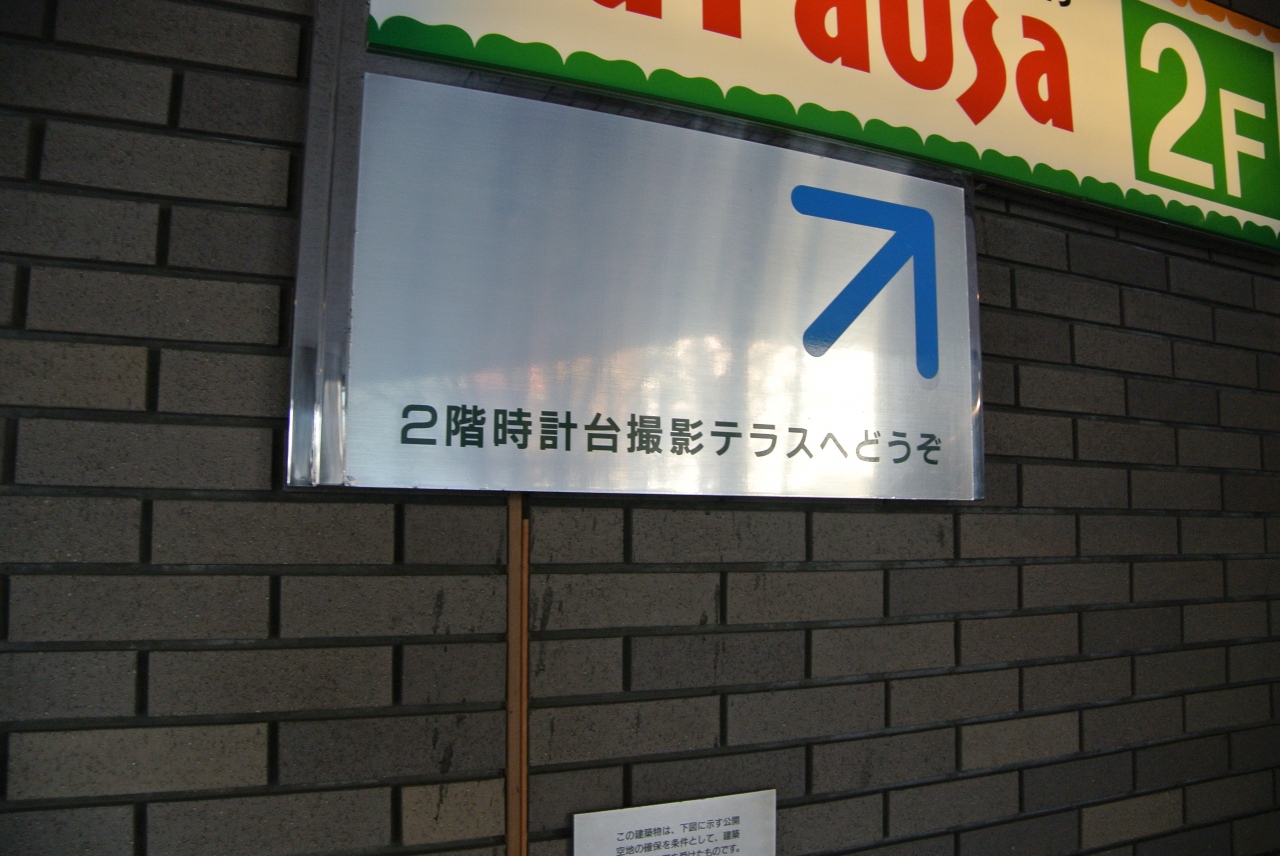 ausa
2F
2階時計台撮影テラスへどうぞ
この建築物は、下図に示す公開
空地の確保を条件として、建築